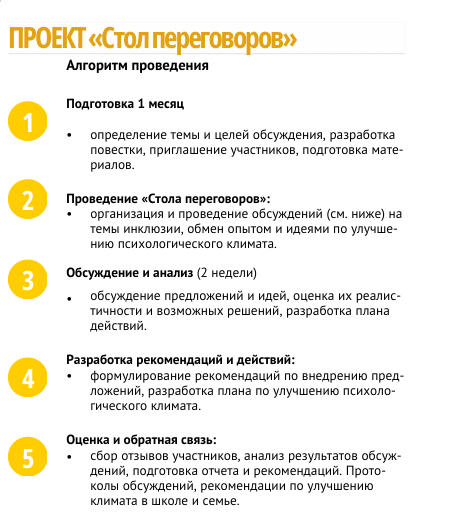 ПРОЕКТ «Стол переговоров»
Алгоритм проведения
1
Подготовка 1 месяц
• определение темы и целей обсуждения, разработка
повестки, приглашение участников, подготовка мате-
риалов.
2
Проведение «Стола переговоров»:
• организация и проведение обсуждений (см. ниже) на
темы инклюзии, обмен опытом и идеями по улучше-
нию психологического климата.
3
Обсуждение и анализ (2 недели)
• обсуждение предложений и идей, оценка их реалис-
тичности и возможных решений, разработка плана
действий.
4
Разработка рекомендаций и действий:
• формулирование рекомендаций по внедрению пред-
ложений, разработка плана по улучшению психоло-
гического климата.
5
Оценка и обратная связь:
• сбор отзывов участников, анализ результатов обсуж-
дений, подготовка отчета и рекомендаций. Прото-
колы обсуждений, рекомендации по улучшению
климата в школе и семье.